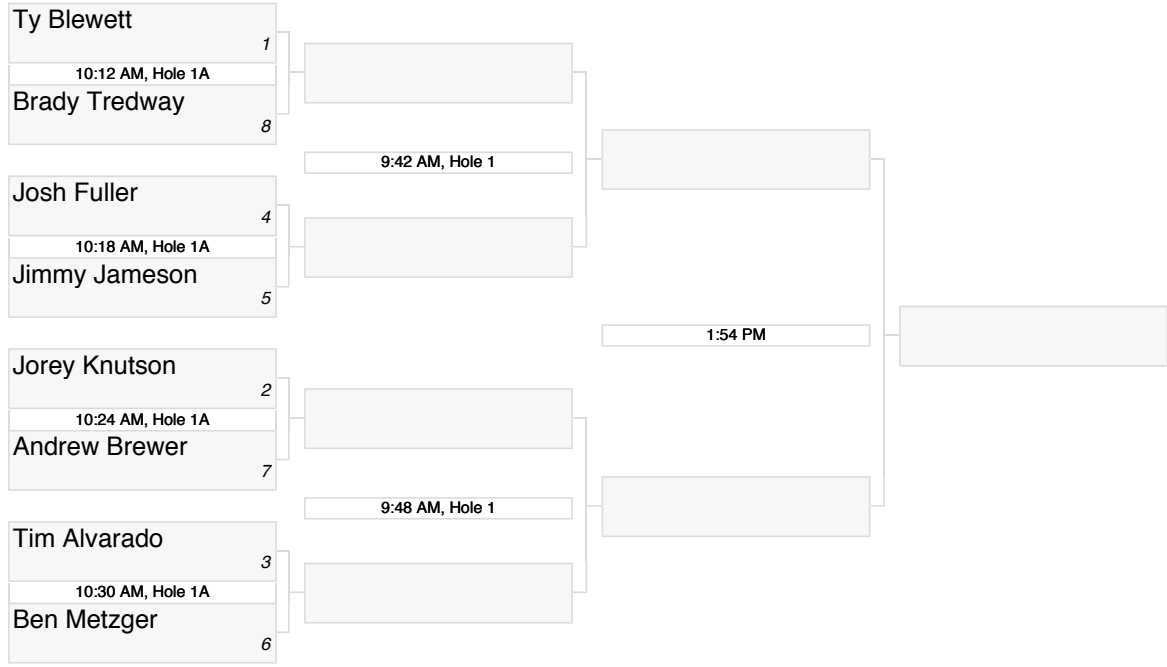 Ty Blewett
1
10:12 AM, Hole 1A
Brady Tredway
8
9:42 AM, Hole 1
Josh Fuller
4
10:18 AM, Hole 1A
Jimmy Jameson
5
1:54 PM
Jorey Knutson
2
10:24 AM, Hole 1A
Andrew Brewer
7
9:48 AM, Hole 1
Tim Alvarado
3
10:30 AM, Hole 1A
Ben Metzger
6